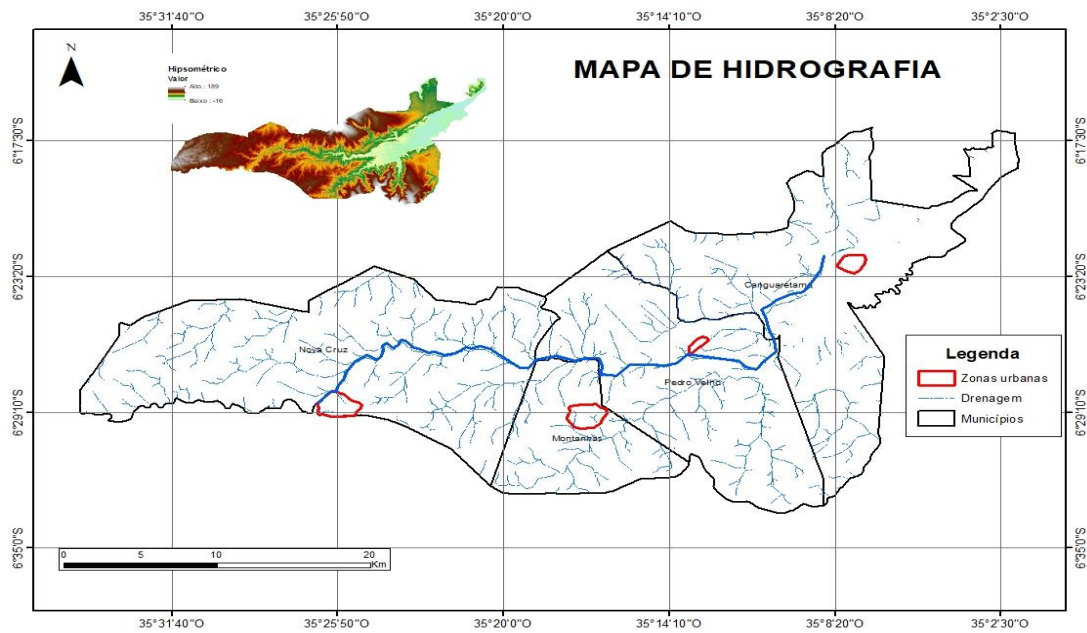 35°31'40"O 35°25'50"O 35°20'0"O 35°14'10"O 35°8'20"O 35°2'30"O
N
MAPA DE HIDROGRAFIA
Hipsométrico
Valor
Alto : 189
Baixo : -16
6°17'30"S 6°17'30"S
6°23'20"S 6°23'20"S
Canguaretama
Nova Cruz
Pedro Velho
Montanhas
Legenda
Zonas urbanas
Drenagem
Municípios
6°29'10"S 6°29'10"S
6°35'0"S 6°35'0"S
0 5 10 20
Km
35°31'40"O 35°25'50"O 35°20'0"O 35°14'10"O 35°8'20"O 35°2'30"O